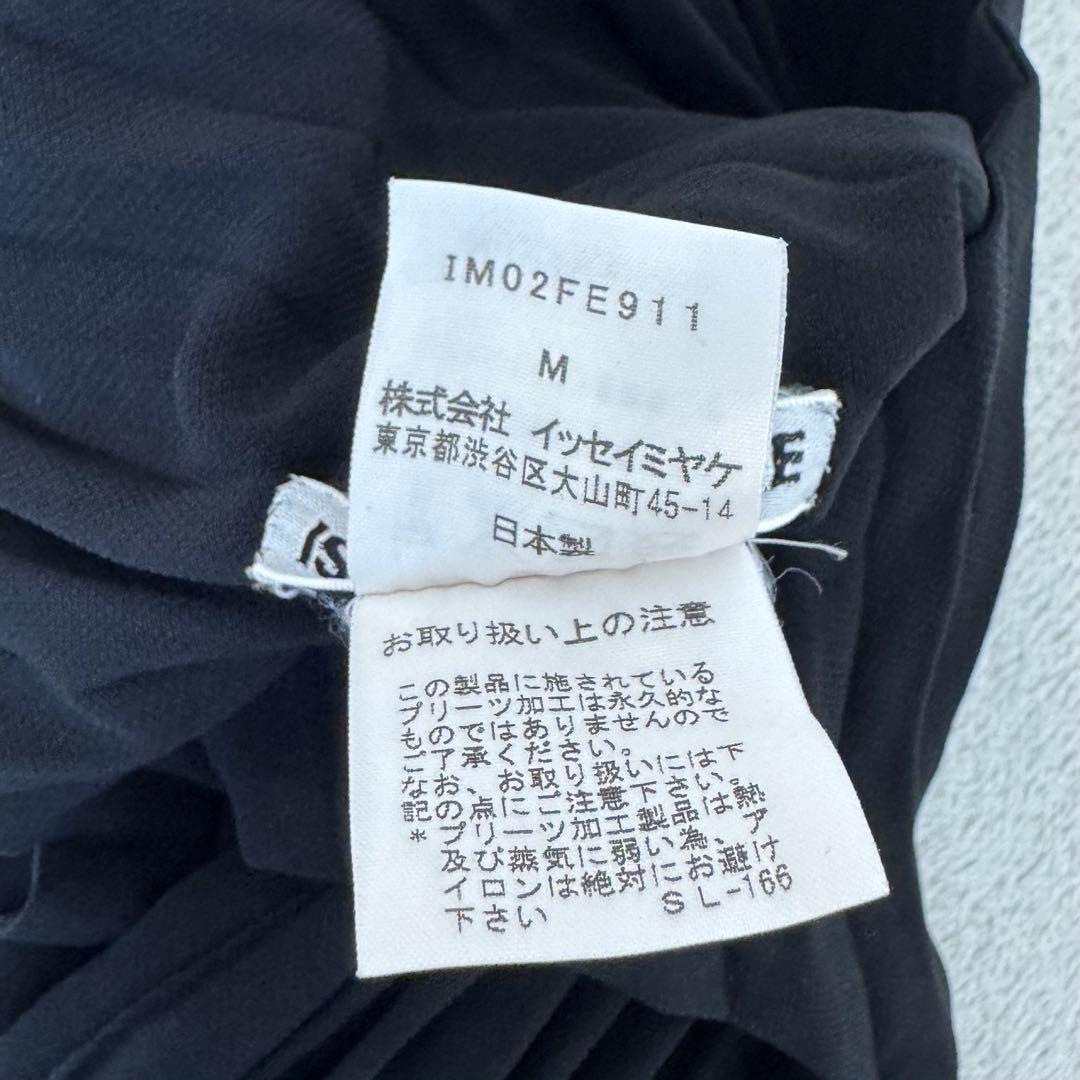 IM02FE911
M
株式会社 イッセイミヤケ
東京都渋谷区大山町45-14
日本製
IS
E
お取り扱い上の注意
この製品に施されている
プリーツ加工は永久的な
ものではありませんので
ご了承ください。
なお、お取り扱いには下
記の点にご注意下さい。
*プリーツ加工製品は熱
及び蒸気に弱い為、ア
イロンは絶対にお避け
下さい SL-166